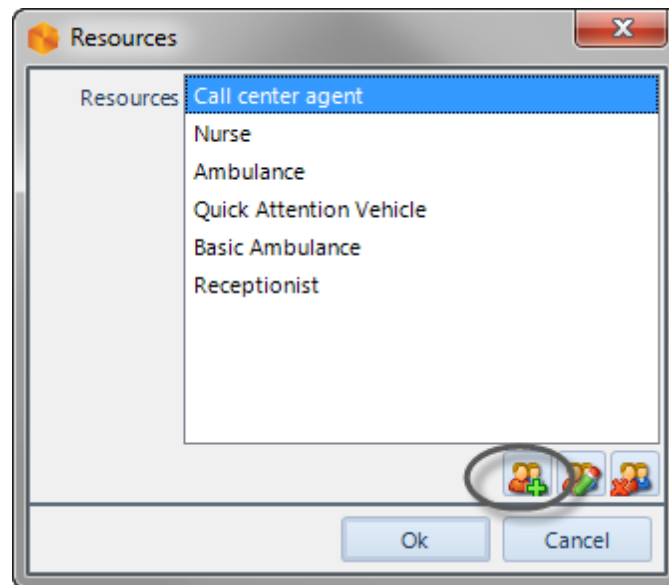 Resources
Resources
Call center agent
Nurse
Ambulance
Quick Attention Vehicle
Basic Ambulance
Receptionist
Ok
Cancel